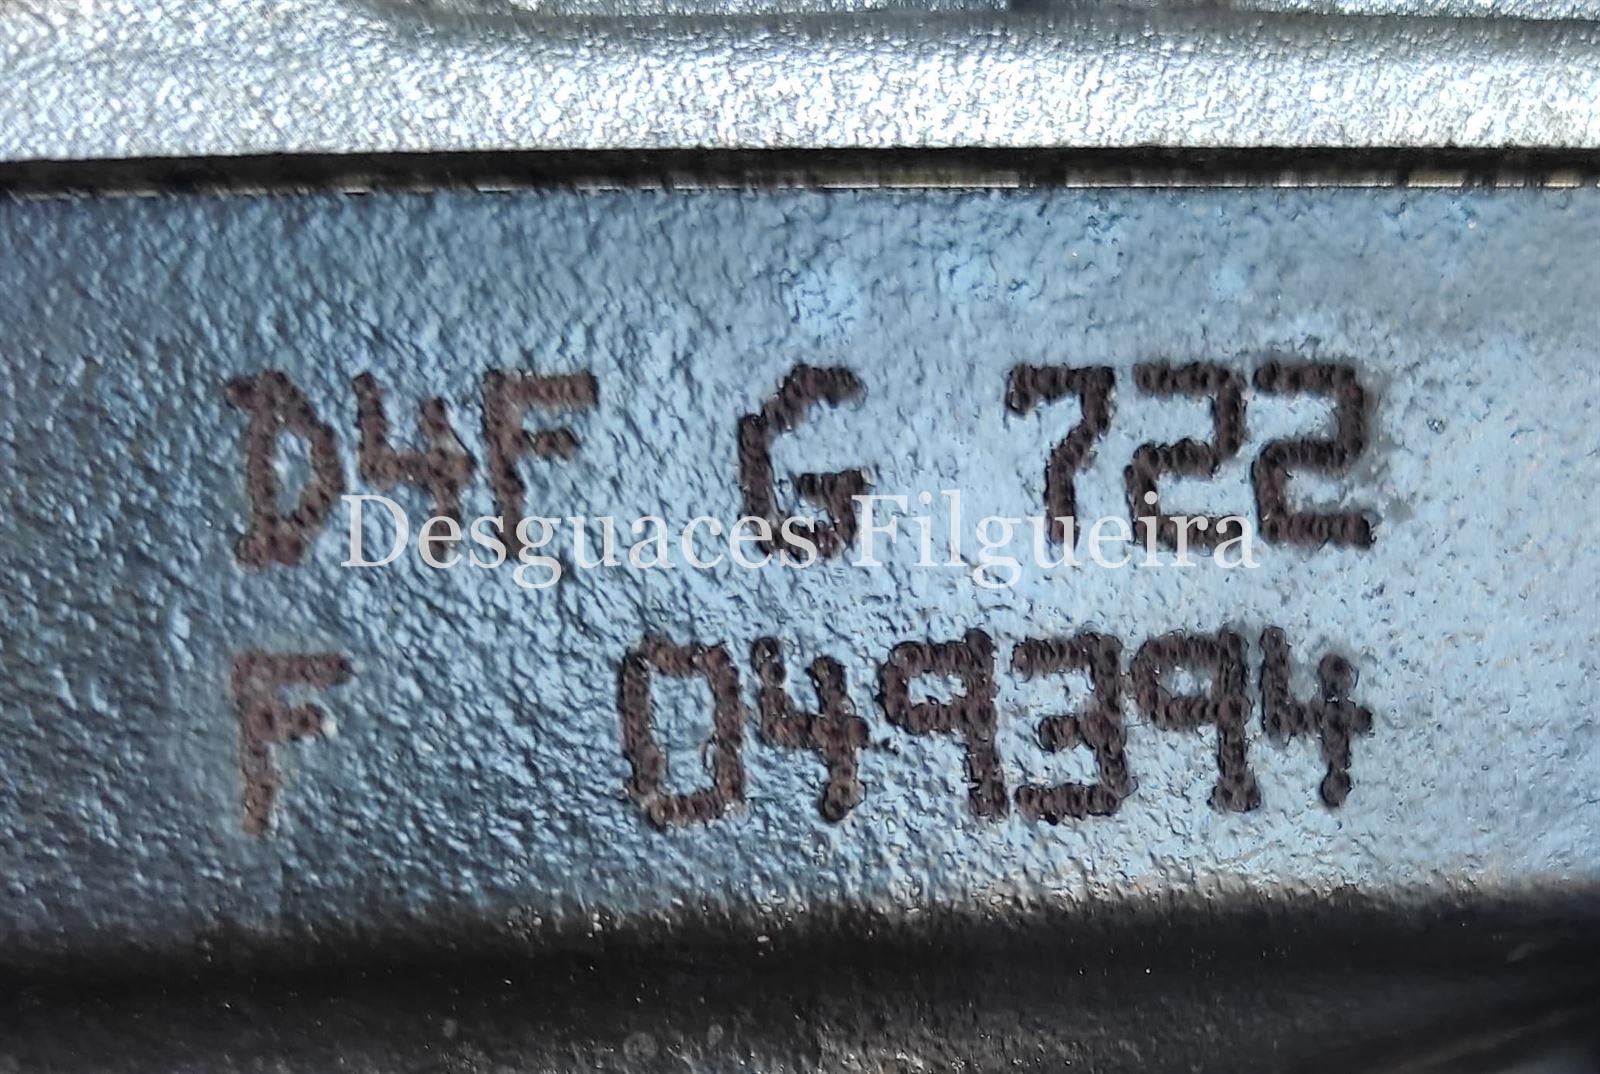 D4F G 722
Desguaces Filgueira
F 049394